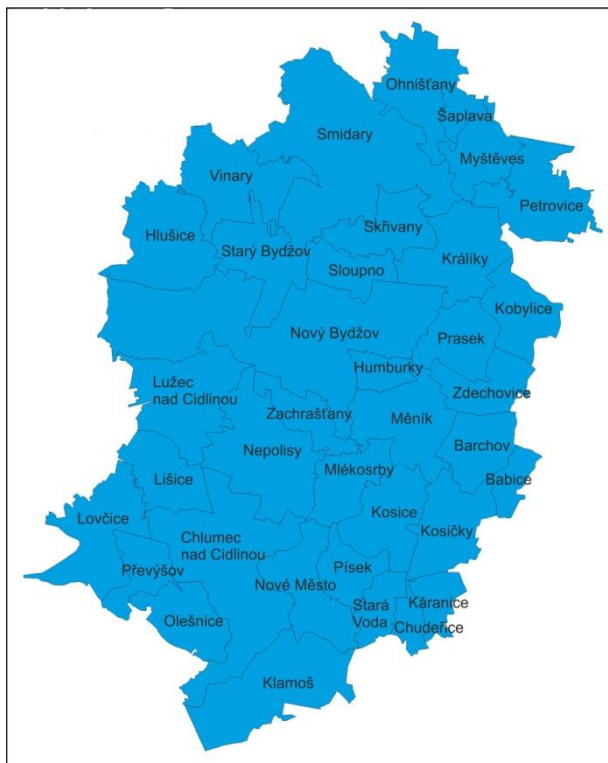 Ohnišťany
Šaplava
Smidary
Myštěves
Vinary
Petrovice
Skřivany
Hlušice
Starý Bydžov
Králíky
Sloupno
Kobylice
Nový Bydžov
Prasek
Humburky
Lužec
nad Cidlinou
Zdechovice
Zachrašťany
Měník
Nepolisy
Barchov
Mlékosrby
Lišice
Babice
Kosice
Lovčice
Kosičky
Chlumec
nad Cidlinou
Převýšov
Písek
Nové Město
Káranice
Stará
Voda
Olešnice
Chudeřice
Klamoš